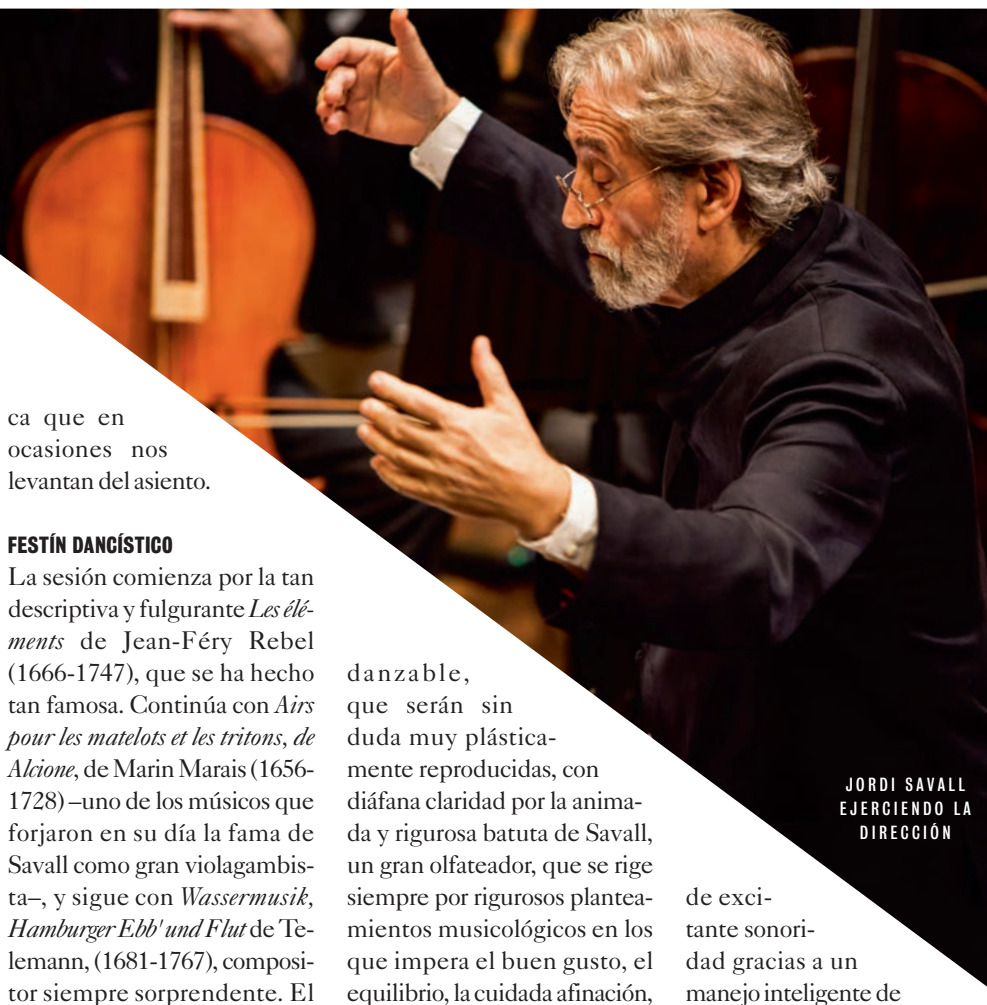 ca que en
ocasiones nos
levantan del asiento.
FESTÍN DANCÍSTICO
La sesión comienza por la tan
descriptiva y fulgurante Les élé-
ments de Jean-Féry Rebel
(1666-1747), que se ha hecho
tan famosa. Continúa con Airs
pour les matelots et les tritons, de
Alcione, de Marin Marais (1656-
1728) –uno de los músicos que
forjaron en su día la fama de
Savall como gran violagambis-
ta–, y sigue con Wassermusik,
Hamburger Ebb' und Flut de Te-
lemann, (1681-1767), composi-
tor siempre sorprendente. El
danzable,
que serán sin
duda muy plástica-
mente reproducidas, con
diáfana claridad por la anima-
da y rigurosa batuta de Savall,
un gran olfateador, que se rige
siempre por rigurosos plantea-
mientos musicológicos en los
que impera el buen gusto, el
equilibrio, la cuidada afinación,
de exci-
tante sonori-
dad gracias a un
manejo inteligente de
JORDI SAVALL
EJERCIENDO LA
DIRECCIÓN